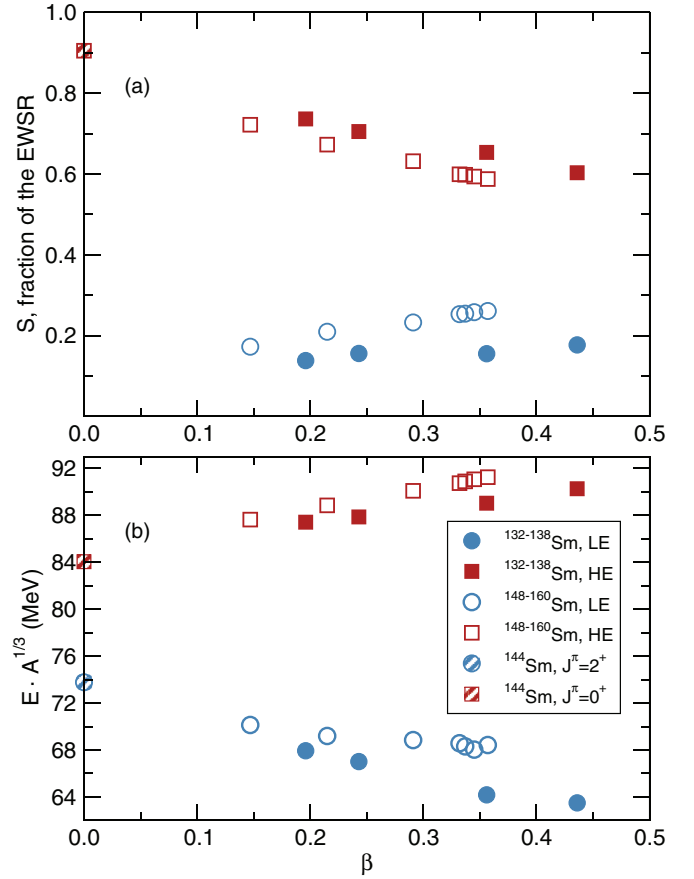 1.0
0.8
0.6
0.4
0.2
S, fraction of the EWSR
(a)
0.0 0.1 0.2 0.3 0.4 0.5
92
88
84
80
76
72
68
64
E · A^1/3 (MeV)
(b)
132-138Sm, LE
132-138Sm, HE
148-160Sm, LE
148-160Sm, HE
144Sm, J^π=2^+
144Sm, J^π=0^+
0.0 0.1 0.2 0.3 0.4 0.5
β